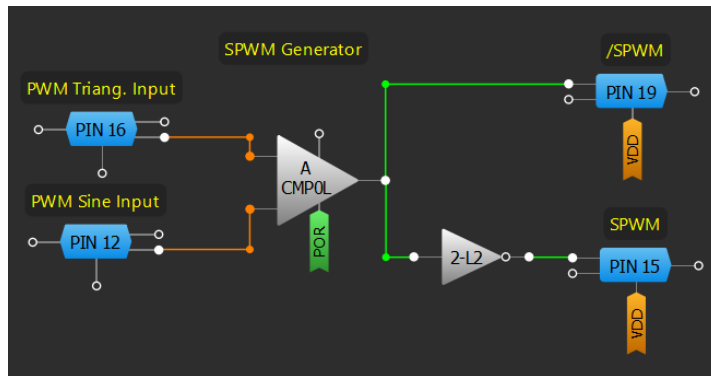 SPWM Generator
/SPWM
PWM Triang. Input
PIN 16
PIN 19
VDD
A
CMP0L
PWM Sine Input
PIN 12
POR
SPWM
2-L2
PIN 15
VDD